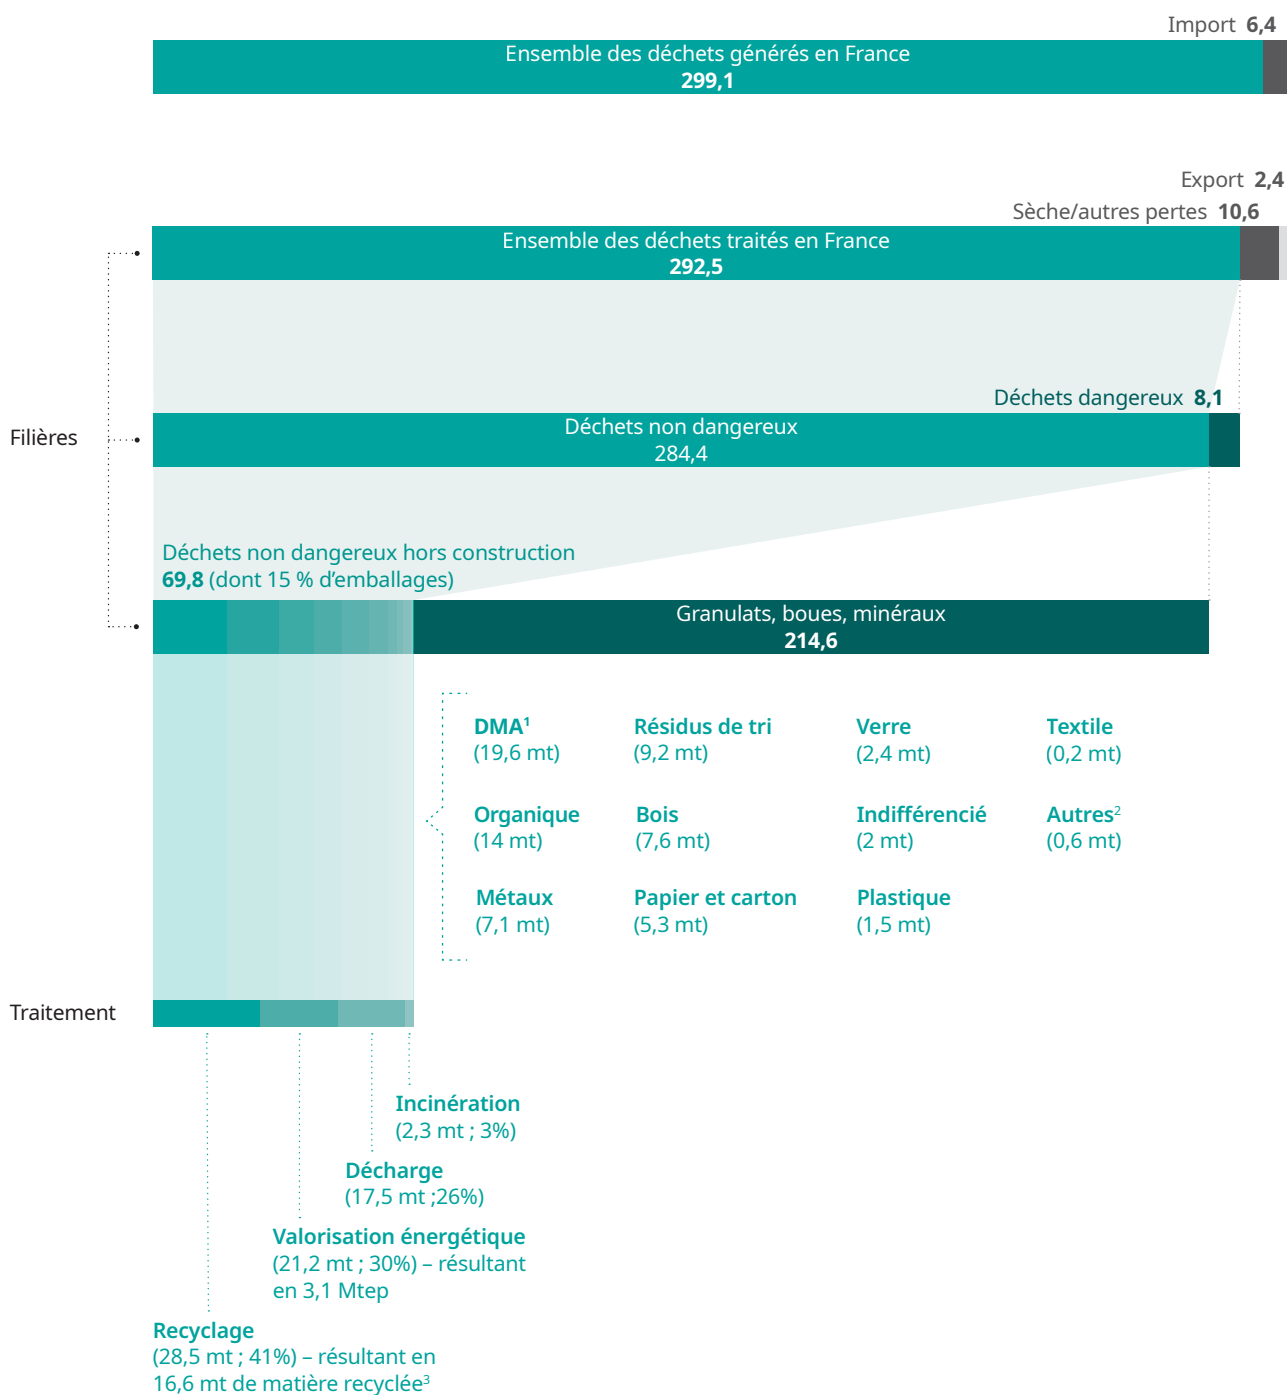 Import 6,4
Ensemble des déchets générés en France
299,1
Export 2,4
Sèche/autres pertes 10,6
Ensemble des déchets traités en France
292,5
Déchets dangereux 8,1
Filières
Déchets non dangereux
284,4
Déchets non dangereux hors construction
69,8 (dont 15 % d’emballages)
Granulats, boues, minéraux
214,6
DMA¹
(19,6 mt)
Résidus de tri
(9,2 mt)
Verre
(2,4 mt)
Textile
(0,2 mt)
Organique
(14 mt)
Bois
(7,6 mt)
Indifférencié
(2 mt)
Autres²
(0,6 mt)
Métaux
(7,1 mt)
Papier et carton
(5,3 mt)
Plastique
(1,5 mt)
Traitement
Incinération
(2,3 mt ; 3%)
Décharge
(17,5 mt ;26%)
Valorisation énergétique
(21,2 mt ; 30%) – résultant
en 3,1 Mtep
Recyclage
(28,5 mt ; 41%) – résultant en
16,6 mt de matière recyclée³